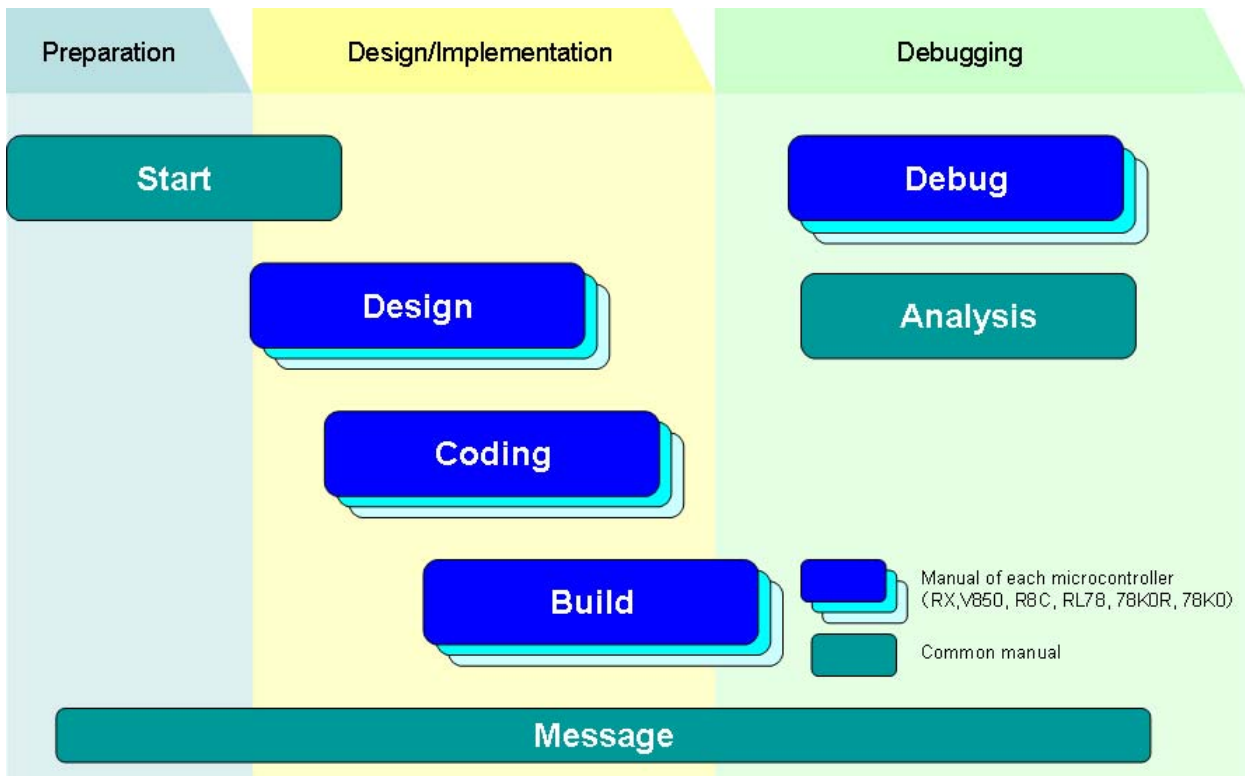 Preparation
Design/Implementation
Debugging
Start
Debug
Design
Analysis
Coding
Build
Manual of each microcontroller
(RX,V850, R8C, RL78, 78K0R, 78K0)
Common manual
Message